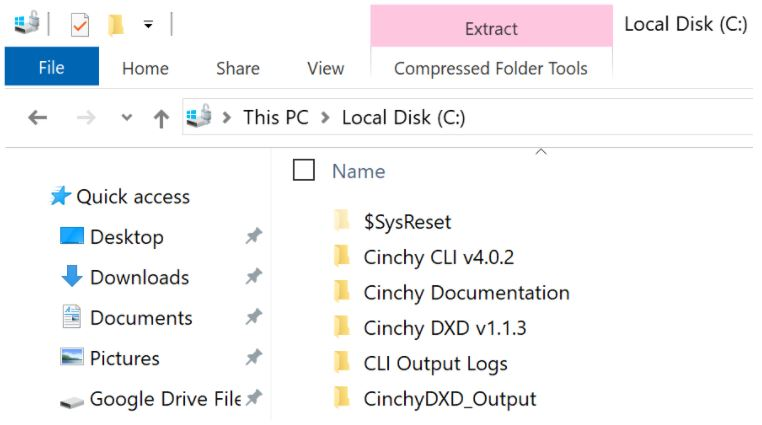 Extract
Local Disk (C:)
File
Home
Share
View
Compressed Folder Tools
This PC
Local Disk (C:)
Name
Quick access
Desktop
Downloads
Documents
Pictures
Google Drive File
$SysReset
Cinchy CLI v4.0.2
Cinchy Documentation
Cinchy DXD v1.1.3
CLI Output Logs
CinchyDXD_Output